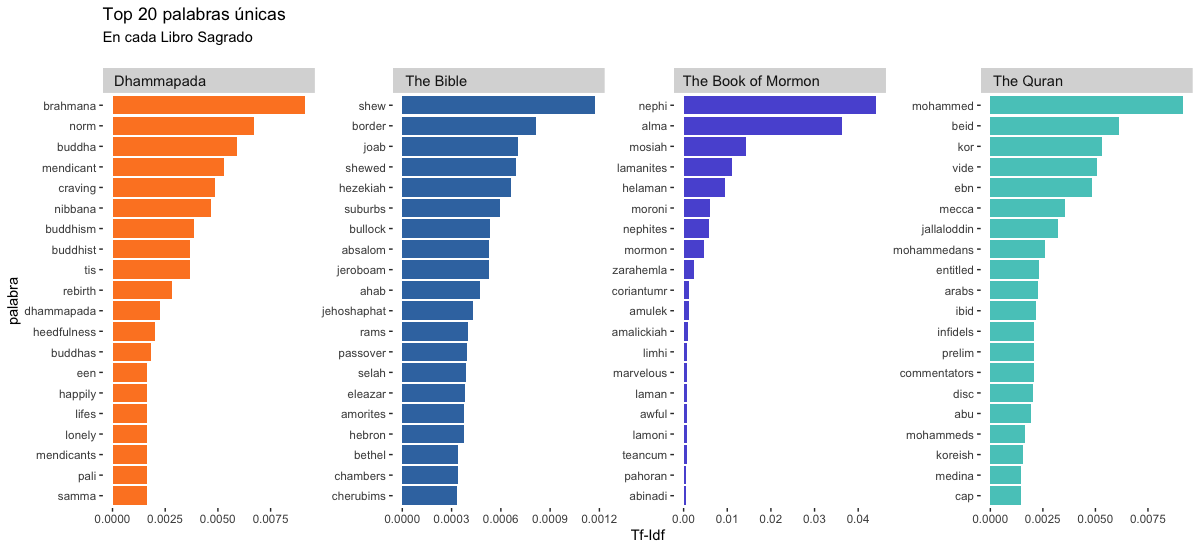 Top 20 palabras únicas
En cada Libro Sagrado
palabra
Dhammapada
brahmana
norm
buddha
mendicant
craving
nibbana
buddhism
buddhist
tis
rebirth
dhammapada
heedfulness
buddhas
een
happily
lifes
lonely
mendicants
pali
samma
0.0000 0.0025 0.0050 0.0075
The Bible
shew
border
joab
shewed
hezekiah
suburbs
bullock
absalom
jeroboam
ahab
jehoshaphat
rams
passover
selah
eleazar
amorites
hebron
bethel
chambers
cherubims
0.0000 0.0003 0.0006 0.0009 0.0012
The Book of Mormon
nephi
alma
mosiah
lamanites
helaman
moroni
nephites
mormon
zarahemla
coriantumr
amulek
amalickiah
limhi
marvelous
laman
awful
lamoni
teancum
pahoran
abinadi
0.00 0.01 0.02 0.03 0.04
The Quran
mohammed
beid
kor
vide
ebn
mecca
jallaloddin
mohammedans
entitled
arabs
ibid
infidels
prelim
commentators
disc
abu
mohammeds
koreish
medina
cap
0.0000 0.0025 0.0050 0.0075
Tf-Idf